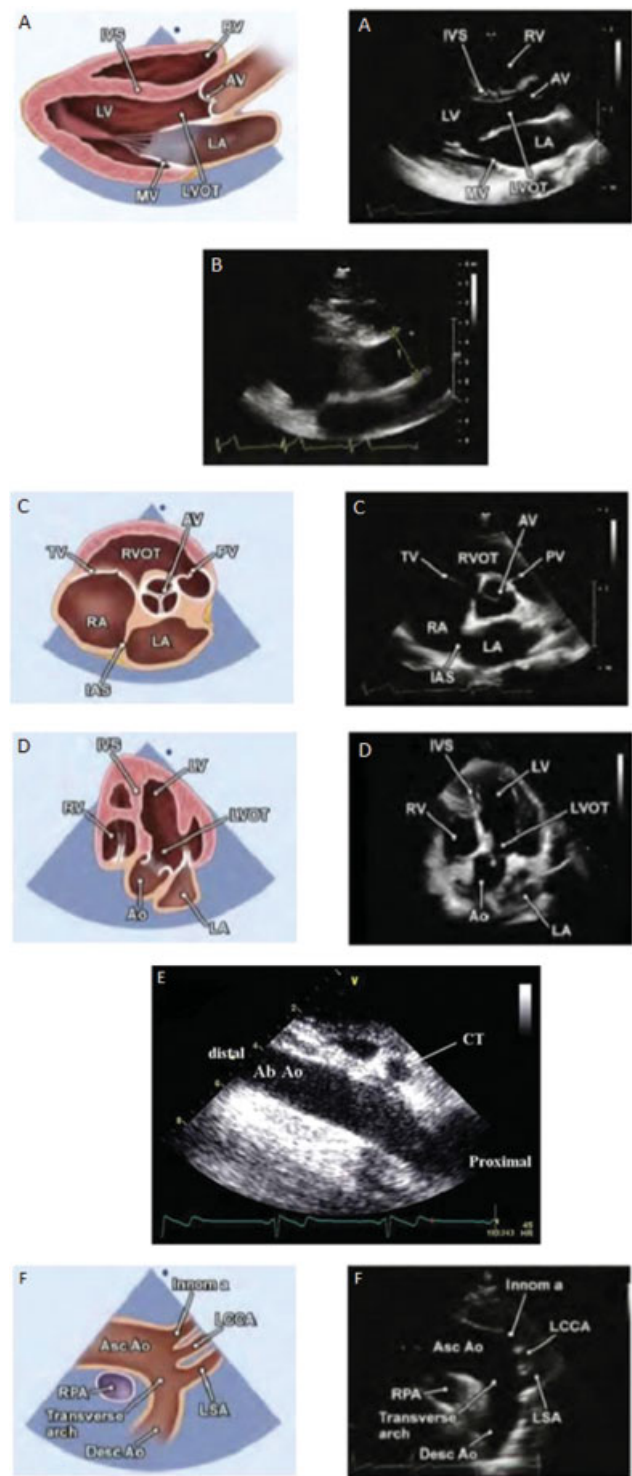 A
IVS
RV
AV
LV
LA
MV
LVOT
A
IVS
RV
AV
LV
LA
MV
LVOT
B
1
C
AV
TV
RVOT
PV
RA
LA
IAS
C
AV
TV
RVOT
PV
RA
LA
IAS
D
IVS
LV
RV
LVOT
Ao
LA
D
IVS
LV
RV
LVOT
Ao
LA
E
V
CT
distal
Ab Ao
Proximal
HR
F
Innom a
LCCA
Asc Ao
RPA
LSA
Transverse
arch
Desc Ao
F
Innom a
LCCA
Asc Ao
RPA
LSA
Transverse
arch
Desc Ao